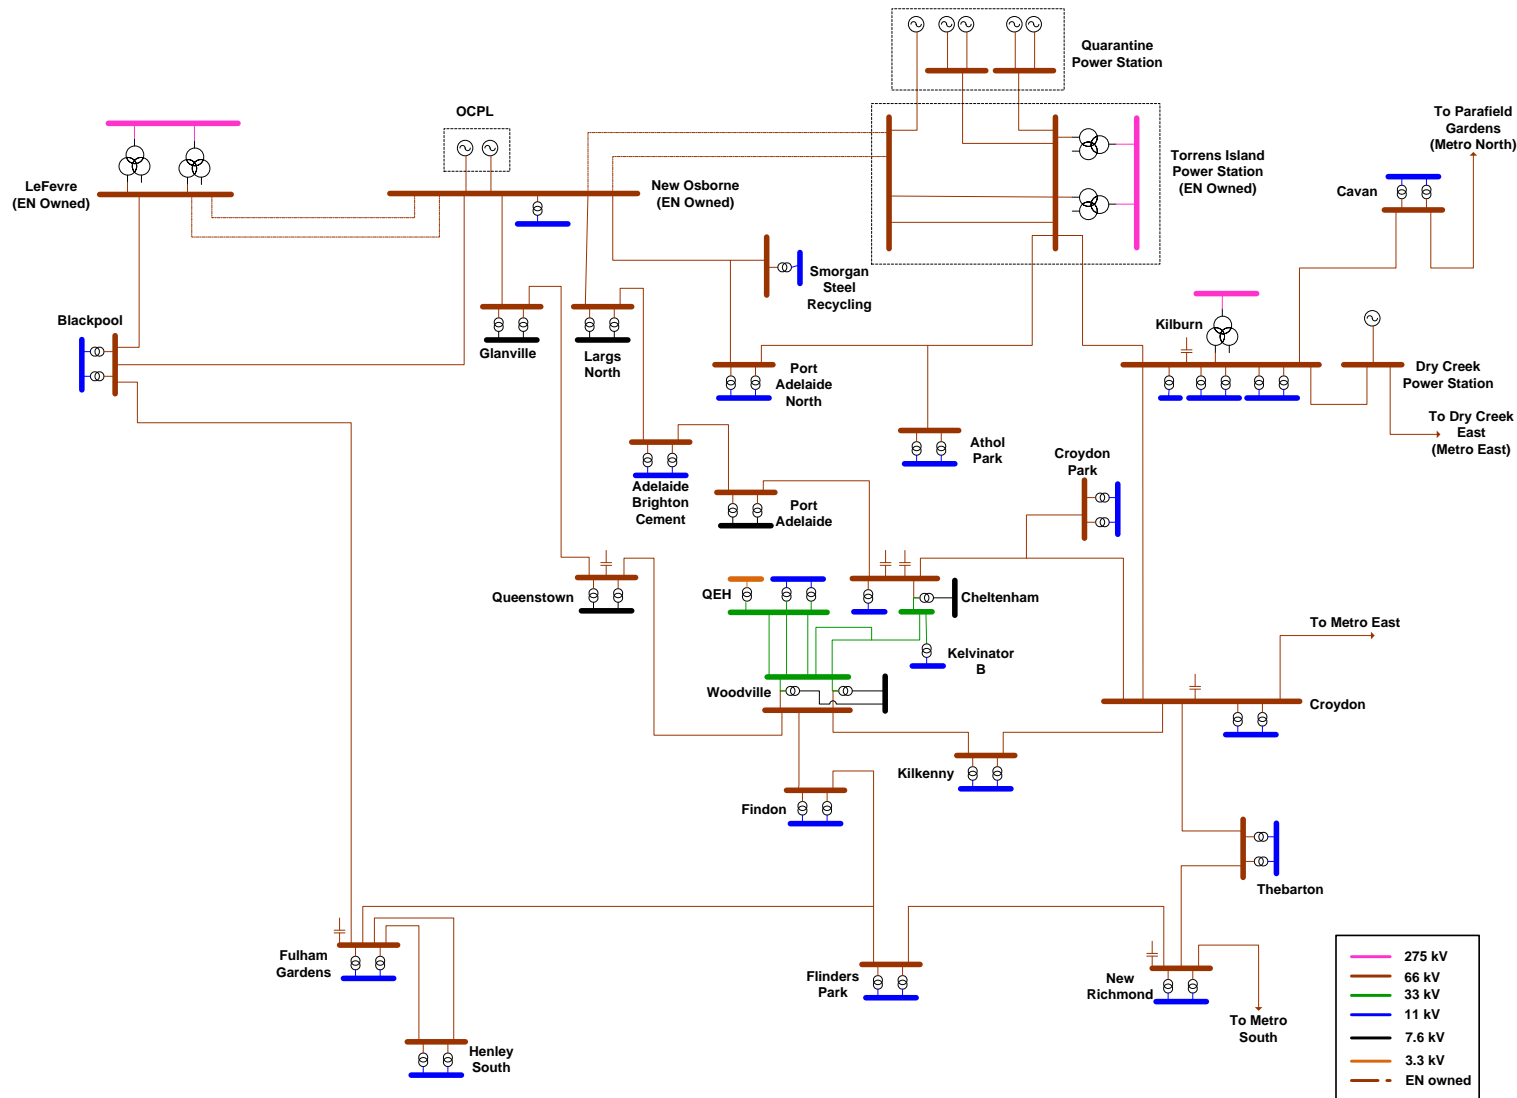 Quarantine
Power Station
OCPL
To Parafield
Gardens
(Metro North)
Torrens Island
Power Station
(EN Owned)
LeFevre
(EN Owned)
New Osborne
(EN Owned)
Cavan
Smorgan
Steel
Recycling
Blackpool
Kilburn
Glanville
Largs
North
Port
Adelaide
North
Dry Creek
Power Station
To Dry Creek
East
(Metro East)
Athol
Park
Croydon
Park
Adelaide
Brighton
Cement
Port
Adelaide
Queenstown
QEH
Cheltenham
Kelvinator
B
To Metro East
Woodville
Croydon
Kilkenny
Findon
Thebarton
Fulham
Gardens
Flinders
Park
New
Richmond
To Metro
South
Henley
South
275 kV
66 kV
33 kV
11 kV
7.6 kV
3.3 kV
EN owned